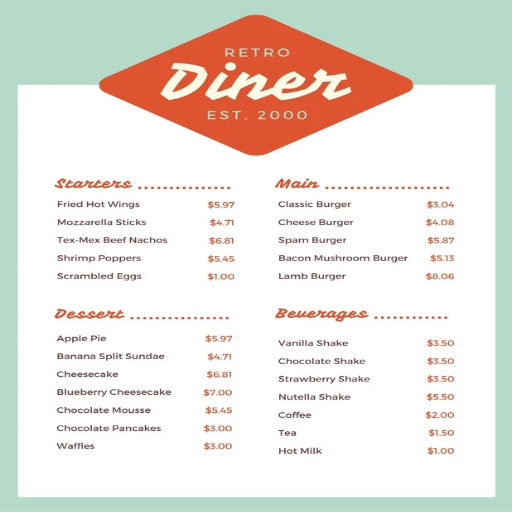 RETRO
Diner
EST. 2000
Starters ..............
Fried Hot Wings $5.97
Mozzarella Sticks $4.71
Tex-Mex Beef Nachos $6.81
Shrimp Poppers $5.45
Scrambled Eggs $1.00
Main ....................
Classic Burger $3.04
Cheese Burger $4.08
Spam Burger $5.87
Bacon Mushroom Burger $5.13
Lamb Burger $8.06
Dessert ................
Apple Pie $5.97
Banana Split Sundae $4.71
Cheesecake $6.81
Blueberry Cheesecake $7.00
Chocolate Mousse $5.45
Chocolate Pancakes $3.00
Waffles $3.00
Beverages ............
Vanilla Shake $3.50
Chocolate Shake $3.50
Strawberry Shake $3.50
Nutella Shake $5.50
Coffee $2.00
Tea $1.50
Hot Milk $1.00